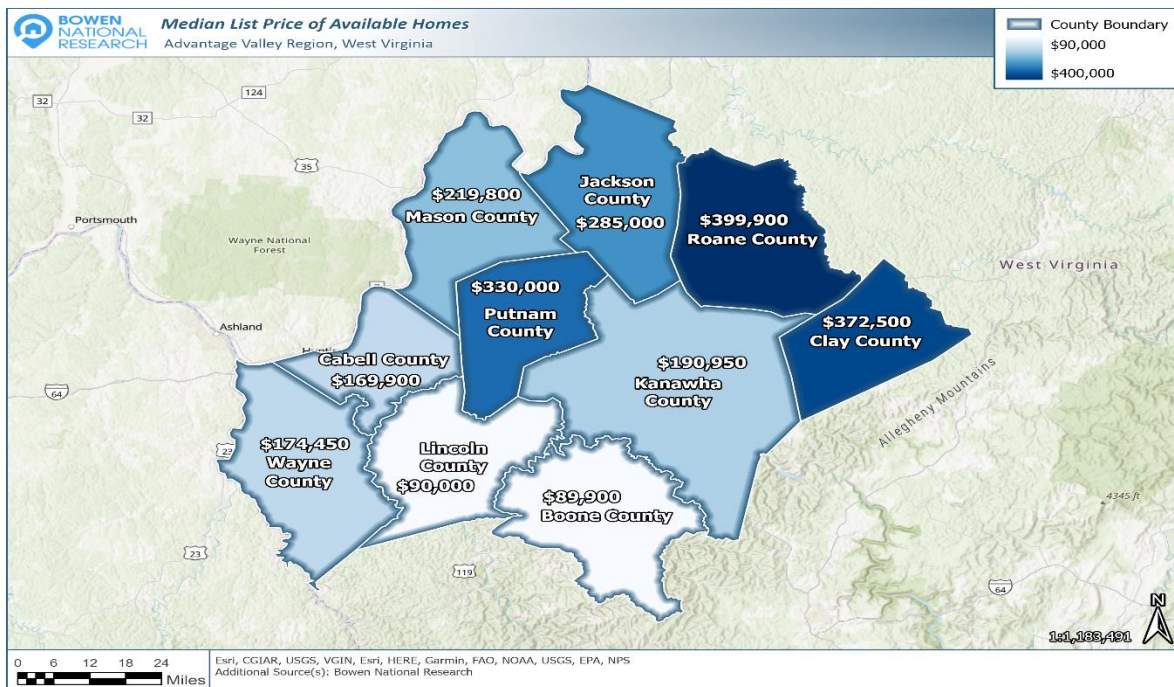 BOWEN
NATIONAL
RESEARCH
Median List Price of Available Homes
Advantage Valley Region, West Virginia
County Boundary
$90,000
$400,000
32
124
32
35
Portsmouth
Wayne National
Forest
Ashland
64
23
23
119
64
West Virginia
Allegheny Mountains
4345 ft
Jackson
County
$285,000
$219,800
Mason County
$399,900
Roane County
$330,000
Putnam
County
$372,500
Clay County
Cabell County
$169,900
$190,950
Kanawha
County
$174,450
Wayne
County
Lincoln
County
$90,000
$89,900
Boone County
N
1:1,183,491
0 6 12 18 24
Miles
Esri, CGIAR, USGS, VGIN, Esri, HERE, Garmin, FAO, NOAA, USGS, EPA, NPS
Additional Source(s): Bowen National Research